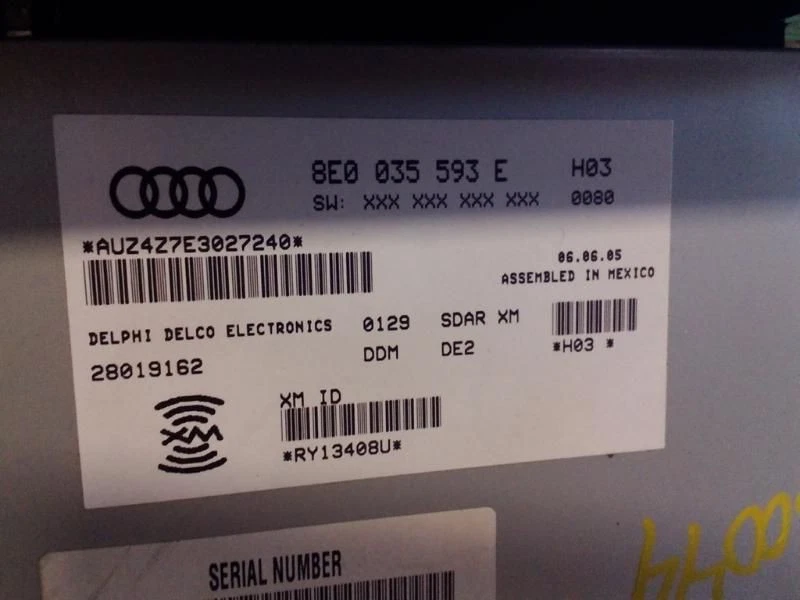 8E0 035 593 E H03
SW: XXX XXX XXX XXX 0080
*AUZ4Z7E3027240*
06.06.05
ASSEMBLED IN MEXICO
DELPHI DELCO ELECTRONICS 0129 SDAR XM
28019162 DDM DE2 *H03 *
XM ID
XM
*RY13408U*
SERIAL NUMBER